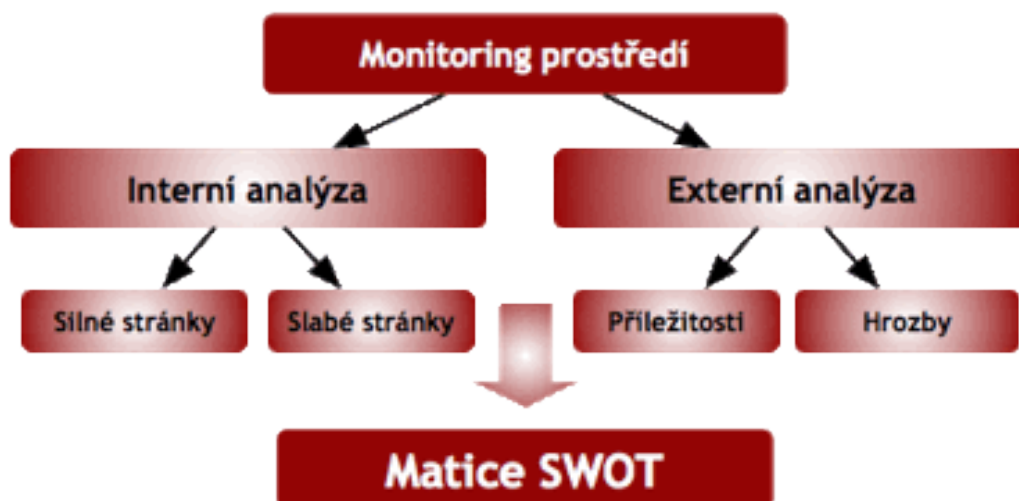 Monitoring prostředí
Interní analýza
Externí analýza
Silné stránky
Slabé stránky
Příležitosti
Hrozby
Matice SWOT